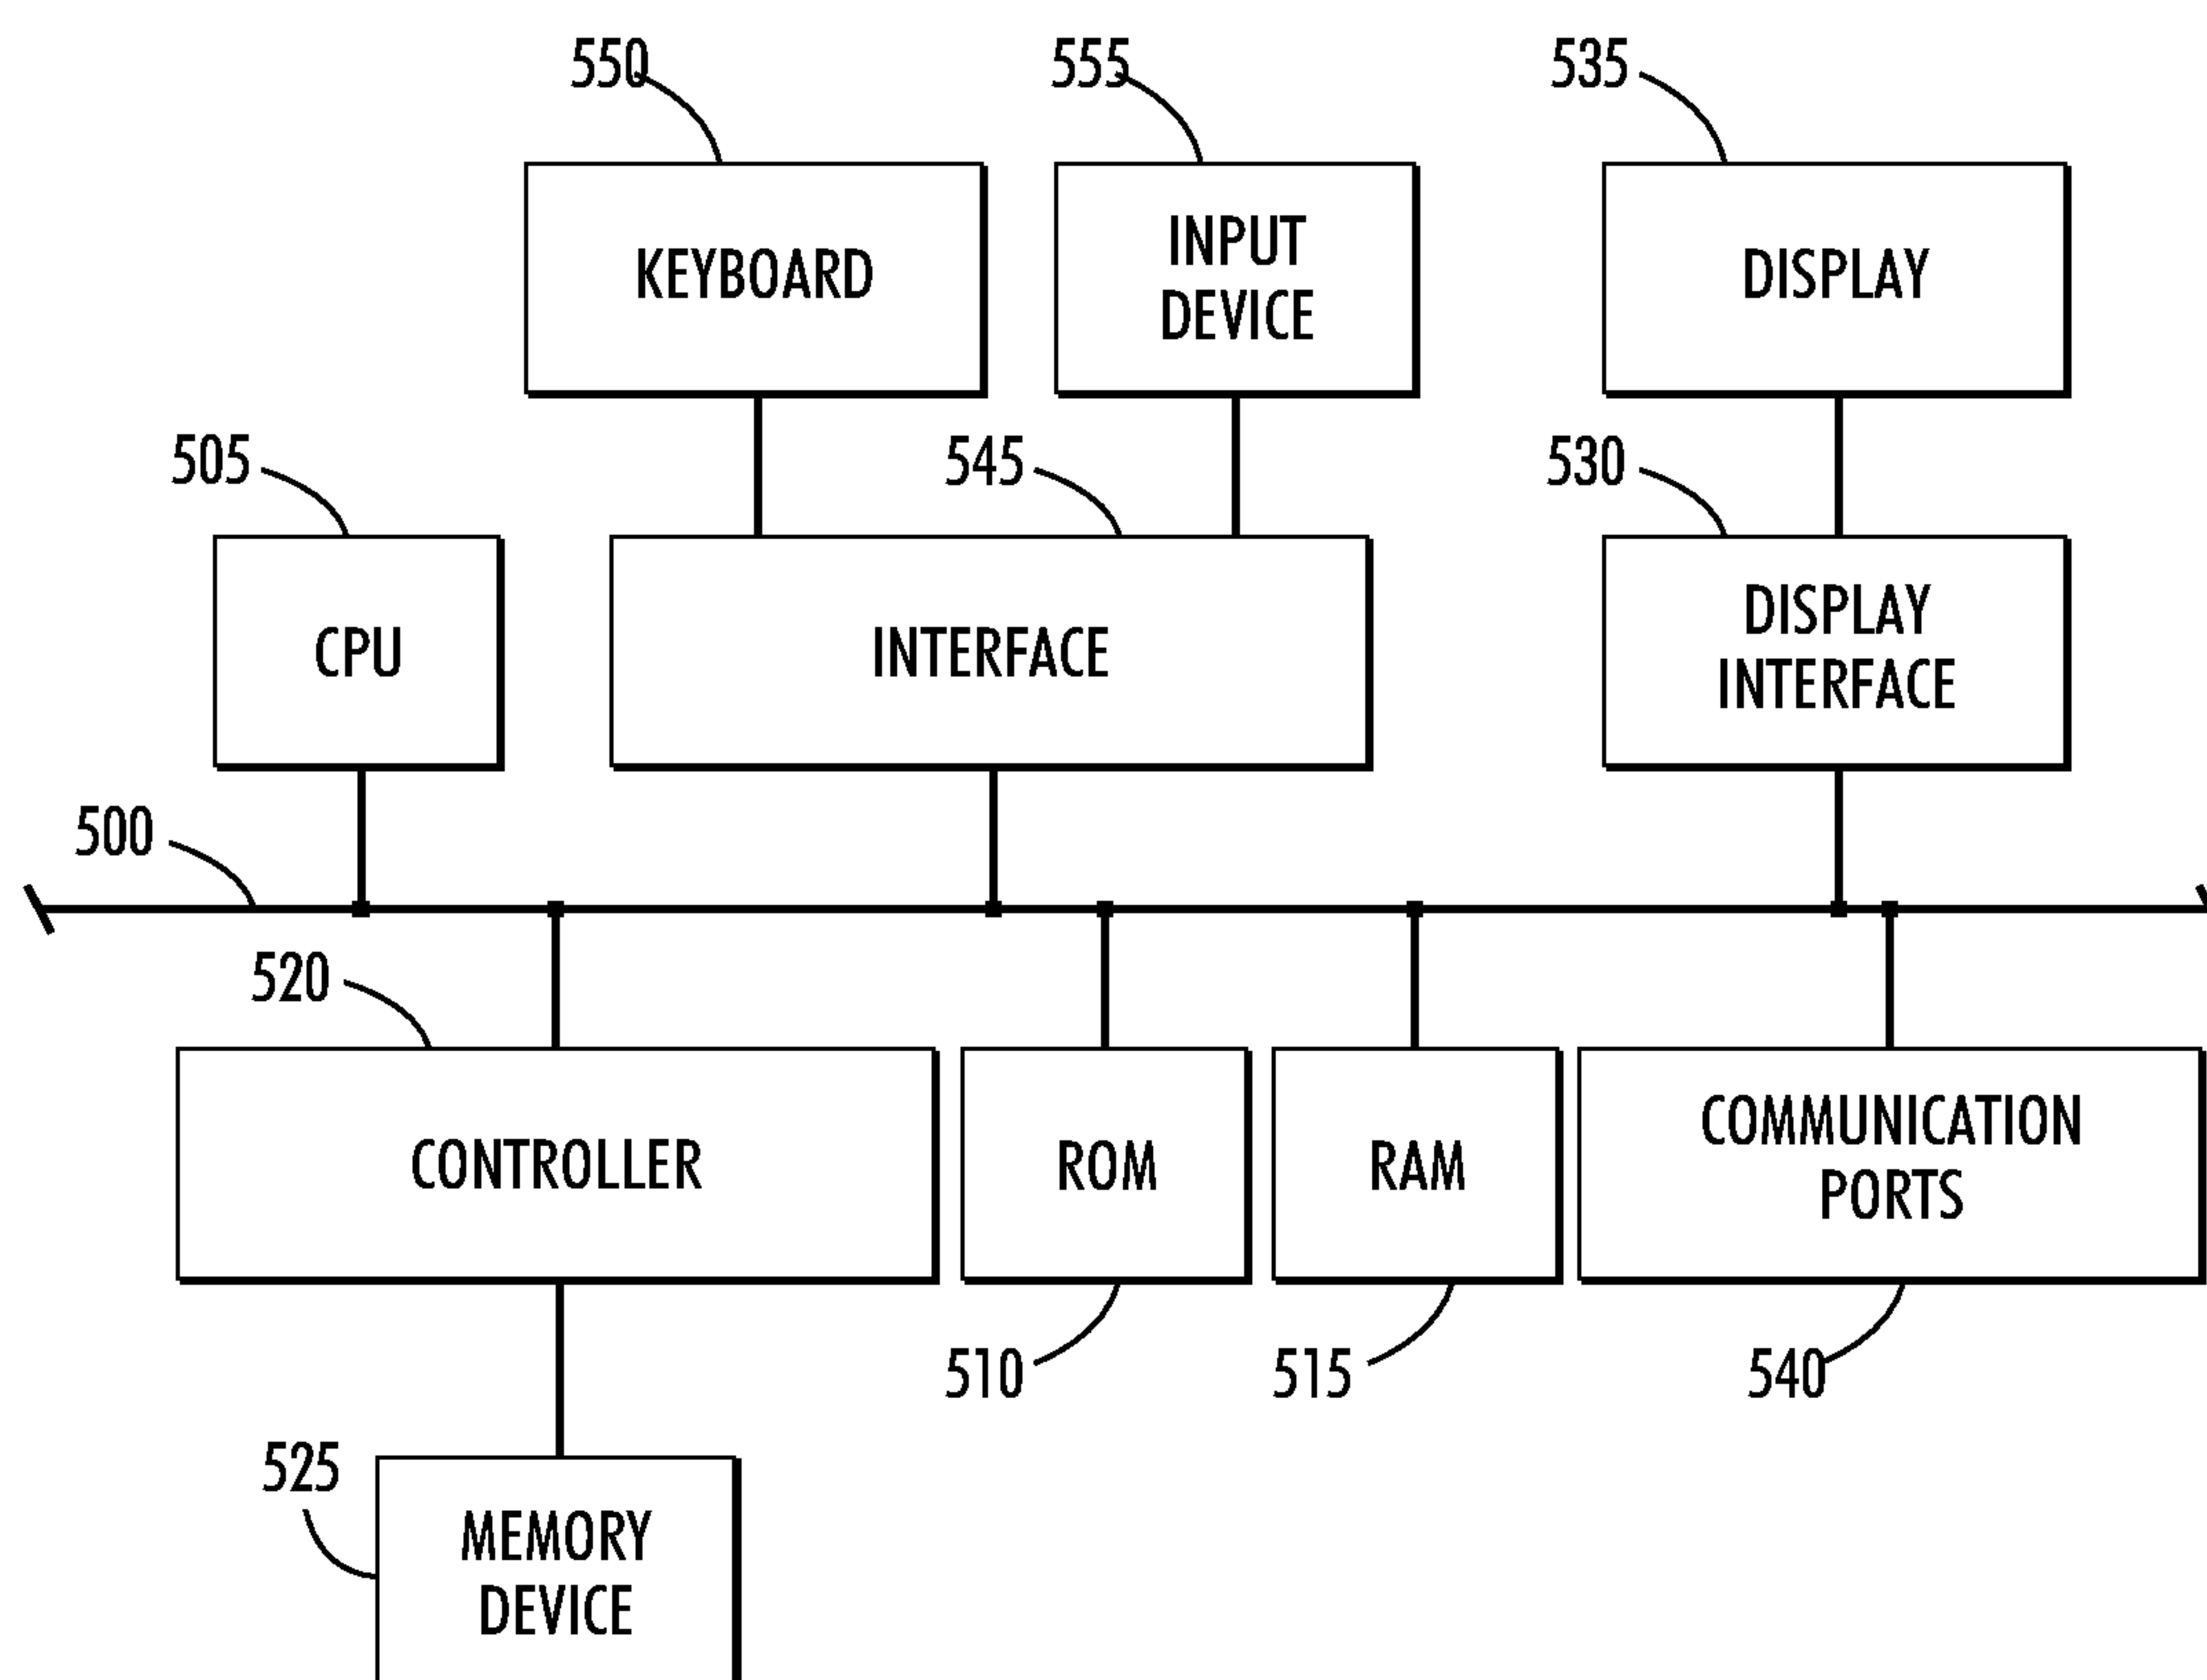 550
555
535
KEYBOARD
INPUT
DEVICE
DISPLAY
505
545
530
CPU
INTERFACE
DISPLAY
INTERFACE
500
520
CONTROLLER
ROM
RAM
COMMUNICATION
PORTS
510
515
540
525
MEMORY
DEVICE